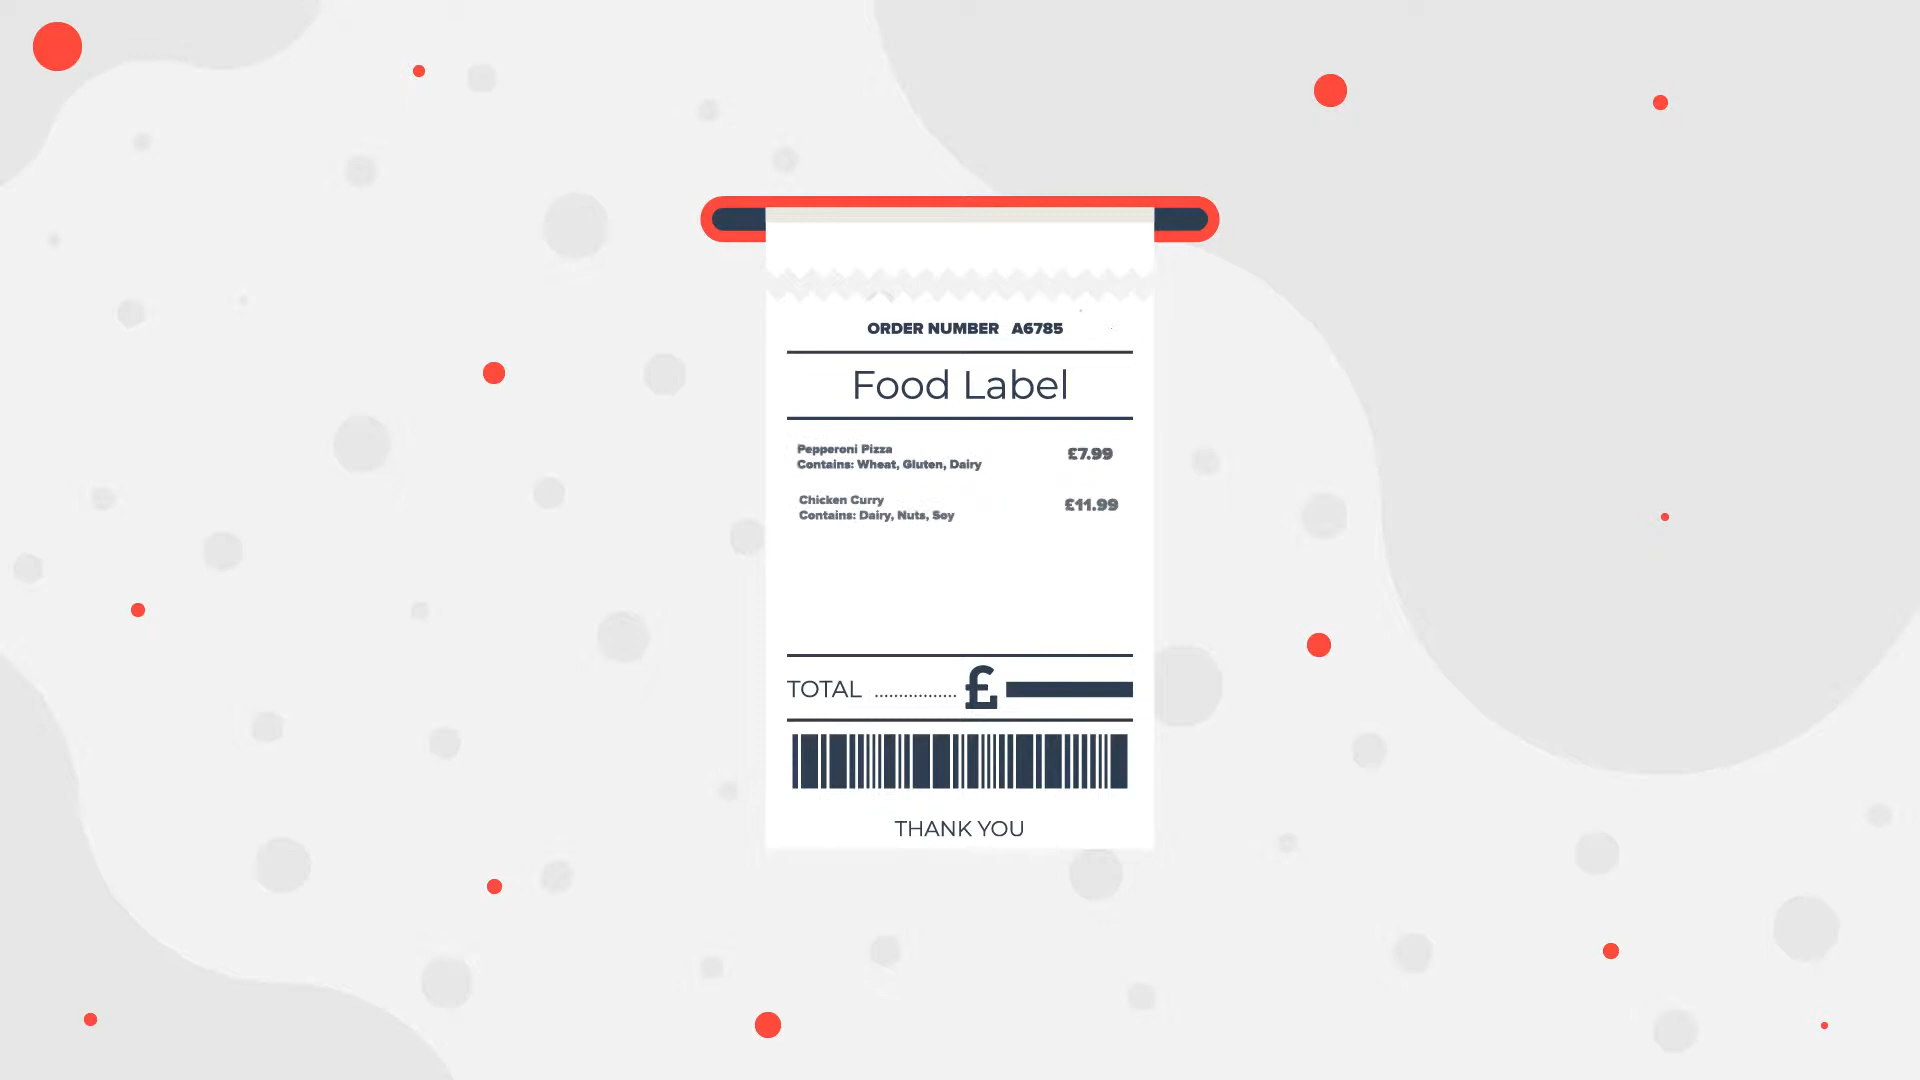 ORDER NUMBER A6785
Food Label
Pepperoni Pizza £7.99
Contains: Wheat, Gluten, Dairy
Chicken Curry £11.99
Contains: Dairy, Nuts, Soy
TOTAL ................. £
THANK YOU